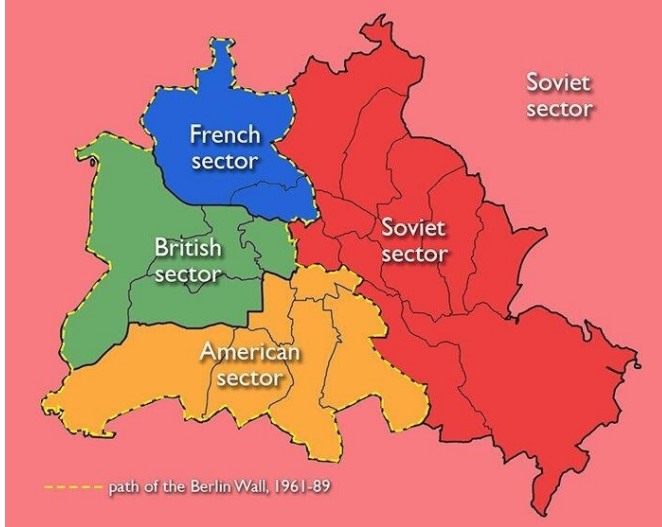 Soviet
sector
French
sector
Soviet
sector
British
sector
American
sector
path of the Berlin Wall, 1961-89